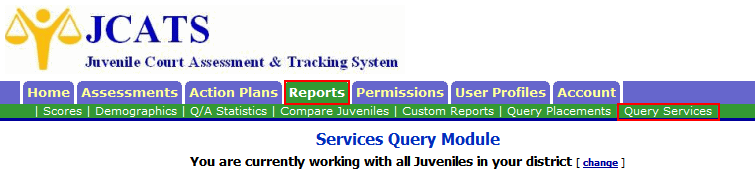 JCATS
Juvenile Court Assessment & Tracking System
Home Assessments Action Plans Reports Permissions User Profiles Account
| Scores | Demographics | Q/A Statistics | Compare Juveniles | Custom Reports | Query Placements | Query Services
Services Query Module
You are currently working with all Juveniles in your district [ change ]